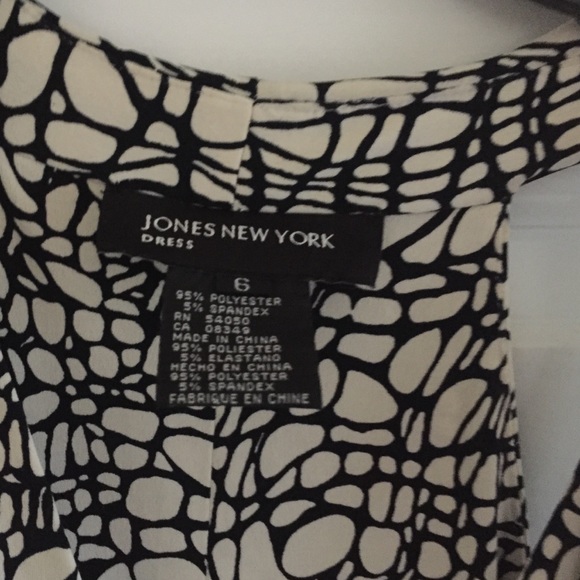 JONES NEW YORK
DRESS
6
95% POLYESTER
5% SPANDEX
RN 54050
CA 08349
MADE IN CHINA
95% POLIESTER
5% ELASTANO
HECHO EN CHINA
95% POLYESTER
5% SPANDEX
FABRIQUE EN CHINE